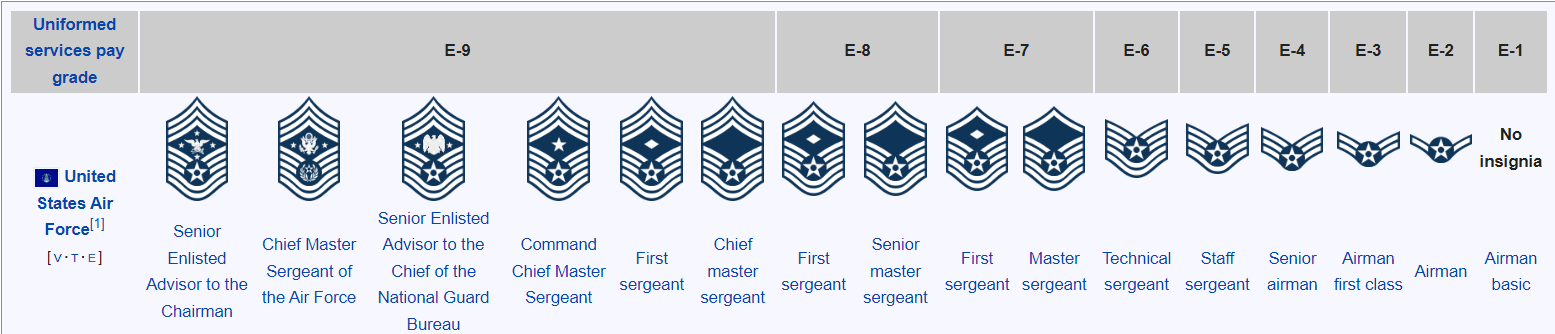 Uniformed
services pay
grade
E-9
E-8
E-7
E-6
E-5
E-4
E-3
E-2
E-1
United
States Air
Force[1]
[V·T·E]
Senior
Enlisted
Advisor to the
Chairman
Chief Master
Sergeant of
the Air Force
Senior Enlisted
Advisor to the
Chief of the
National Guard
Bureau
Command
Chief Master
Sergeant
First
sergeant
Chief
master
sergeant
First
sergeant
Senior
master
sergeant
First
sergeant
Master
sergeant
Technical
sergeant
Staff
sergeant
Senior
airman
Airman
first class
Airman
No
insignia
Airman
basic